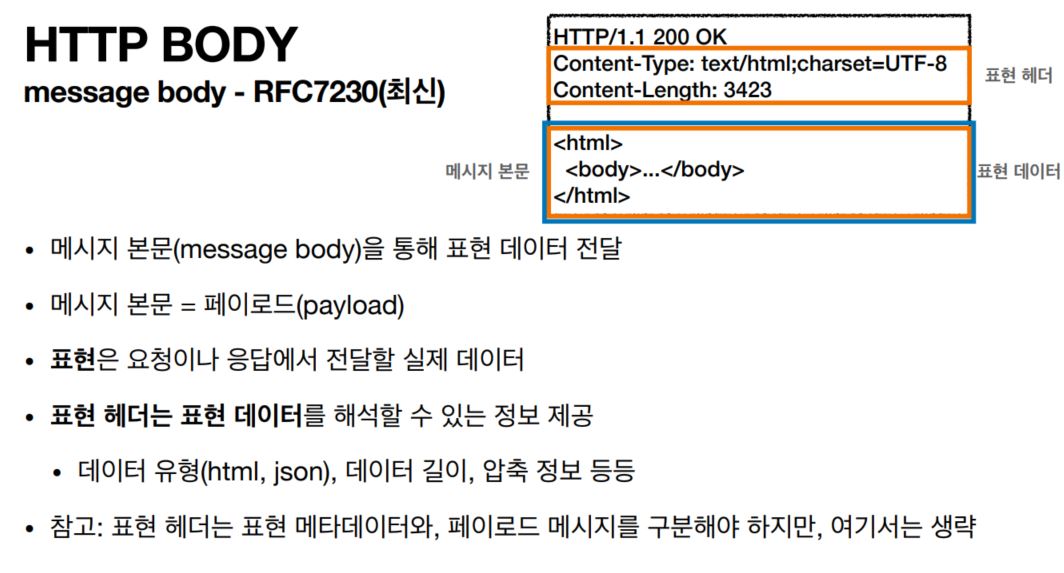 HTTP BODY
message body - RFC7230(최신)
HTTP/1.1 200 OK
Content-Type: text/html;charset=UTF-8
Content-Length: 3423
표현 헤더
<html>
<body>...</body>
</html>
메시지 본문
표현 데이터
• 메시지 본문(message body)을 통해 표현 데이터 전달
• 메시지 본문 = 페이로드(payload)
• 표현은 요청이나 응답에서 전달할 실제 데이터
• 표현 헤더는 표현 데이터를 해석할 수 있는 정보 제공
• 데이터 유형(html, json), 데이터 길이, 압축 정보 등등
• 참고: 표현 헤더는 표현 메타데이터와, 페이로드 메시지를 구분해야 하지만, 여기서는 생략